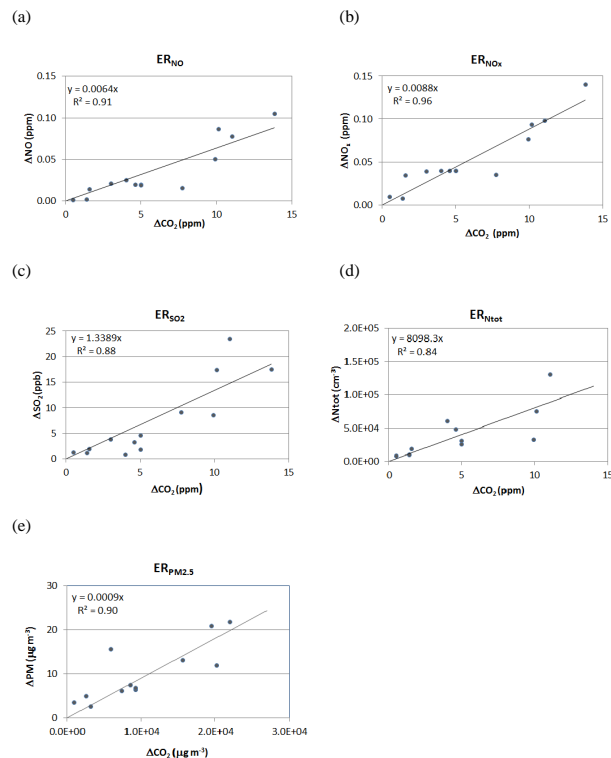 (a)
ER_NO
y = 0.0064x
R² = 0.91
0.15
0.10
0.05
0.00
ΔNO (ppm)
0 5 10 15
ΔCO₂ (ppm)
(b)
ER_NOx
y = 0.0088x
R² = 0.96
0.15
0.10
0.05
0.00
ΔNOₓ (ppm)
0 5 10 15
ΔCO₂ (ppm)
(c)
ER_SO2
y = 1.3389x
R² = 0.88
25
20
15
10
5
0
ΔSO₂(ppb)
0 5 10 15
ΔCO₂ (ppm)
(d)
ER_Ntot
y = 8098.3x
R² = 0.84
2.0E+05
1.5E+05
1.0E+05
5.0E+04
0.0E+00
ΔNtot (cm⁻³)
0 5 10 15
ΔCO₂ (ppm)
(e)
ER_PM2.5
y = 0.0009x
R² = 0.90
30
20
10
0
ΔPM (µg m⁻³)
0.0E+00 1.0E+04 2.0E+04 3.0E+04
ΔCO₂ (µg m⁻³)